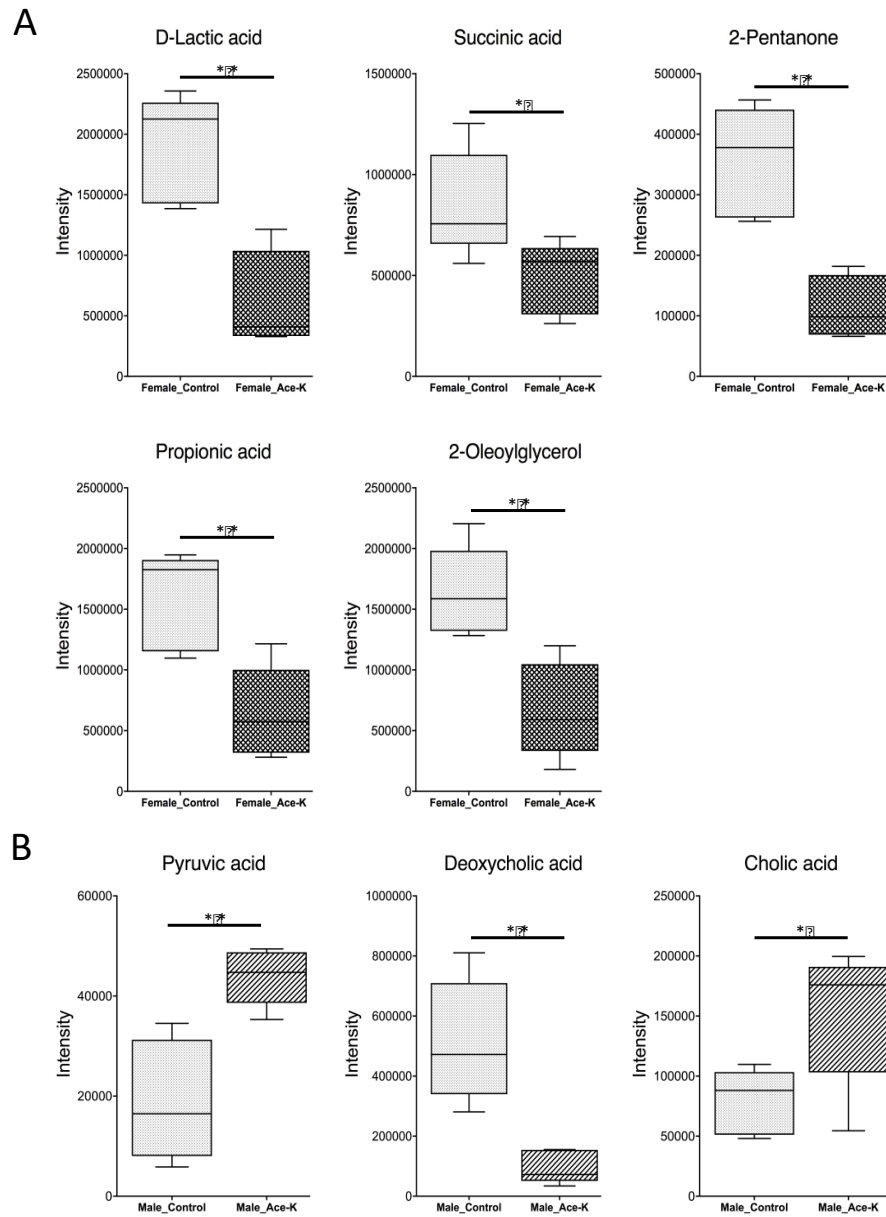 A
D-Lactic acid
Succinic acid
2-Pentanone
2500000
2000000
1500000
1000000
500000
0
Intensity
**
Female_Control
Female_Ace-K
1500000
1000000
500000
0
Intensity
*
Female_Control
Female_Ace-K
500000
400000
300000
200000
100000
0
Intensity
**
Female_Control
Female_Ace-K
Propionic acid
2-Oleoylglycerol
2500000
2000000
1500000
1000000
500000
0
Intensity
**
Female_Control
Female_Ace-K
2500000
2000000
1500000
1000000
500000
0
Intensity
**
Female_Control
Female_Ace-K
B
Pyruvic acid
Deoxycholic acid
Cholic acid
60000
40000
20000
0
Intensity
**
Male_Control
Male_Ace-K
1000000
800000
600000
400000
200000
0
Intensity
**
Male_Control
Male_Ace-K
250000
200000
150000
100000
50000
0
Intensity
*
Male_Control
Male_Ace-K